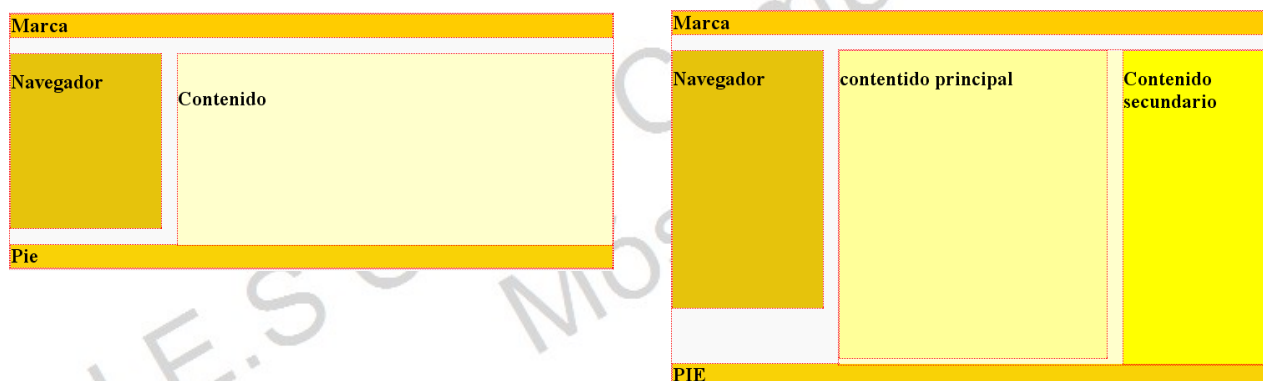 Marca
Navegador
Contenido
Pie
Marca
Navegador
contentido principal
Contenido
secundario
PIE
I.E.S